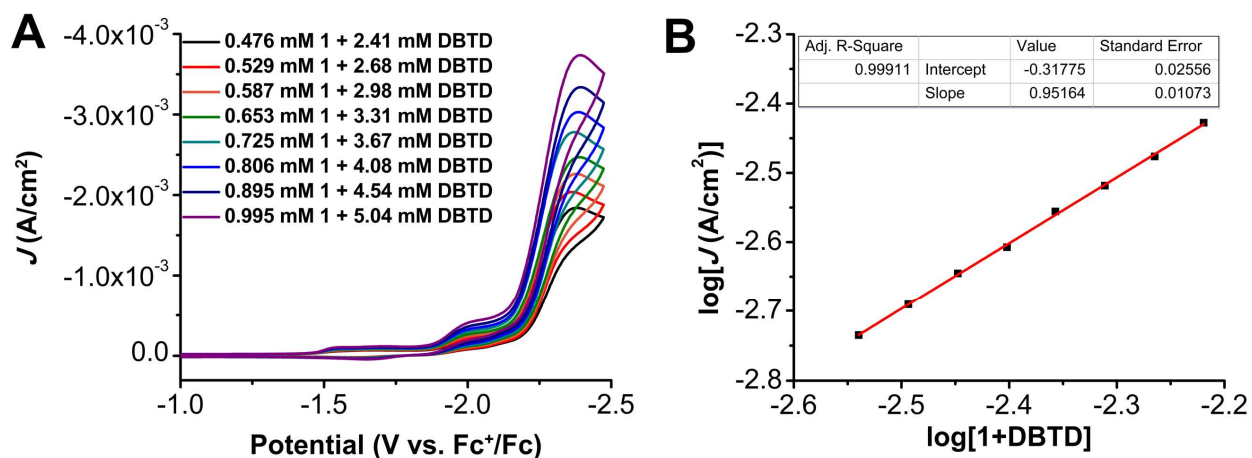 A
-4.0x10⁻³
-3.0x10⁻³
-2.0x10⁻³
-1.0x10⁻³
0.0
J (A/cm²)
0.476 mM 1 + 2.41 mM DBTD
0.529 mM 1 + 2.68 mM DBTD
0.587 mM 1 + 2.98 mM DBTD
0.653 mM 1 + 3.31 mM DBTD
0.725 mM 1 + 3.67 mM DBTD
0.806 mM 1 + 4.08 mM DBTD
0.895 mM 1 + 4.54 mM DBTD
0.995 mM 1 + 5.04 mM DBTD
-1.0 -1.5 -2.0 -2.5
Potential (V vs. Fc⁺/Fc)
B
-2.3
-2.4
-2.5
-2.6
-2.7
-2.8
log[J (A/cm²)]
Adj. R-Square Value Standard Error
0.99911 Intercept -0.31775 0.02556
Slope 0.95164 0.01073
-2.6 -2.5 -2.4 -2.3 -2.2
log[1+DBTD]